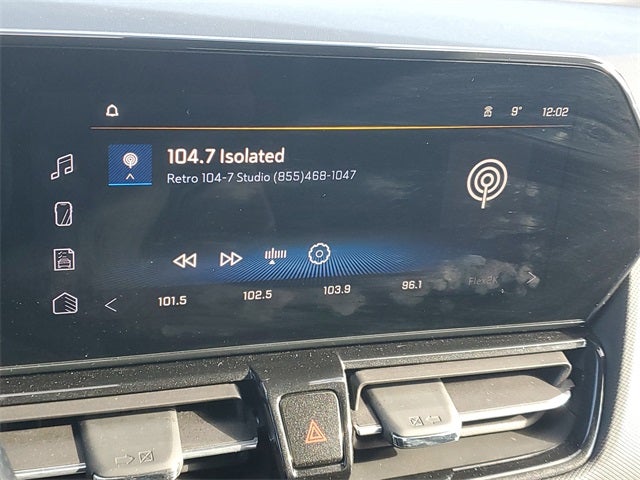 9° 12:02
104.7 Isolated
Retro 104-7 Studio (855)468-1047
101.5 102.5 103.9 96.1